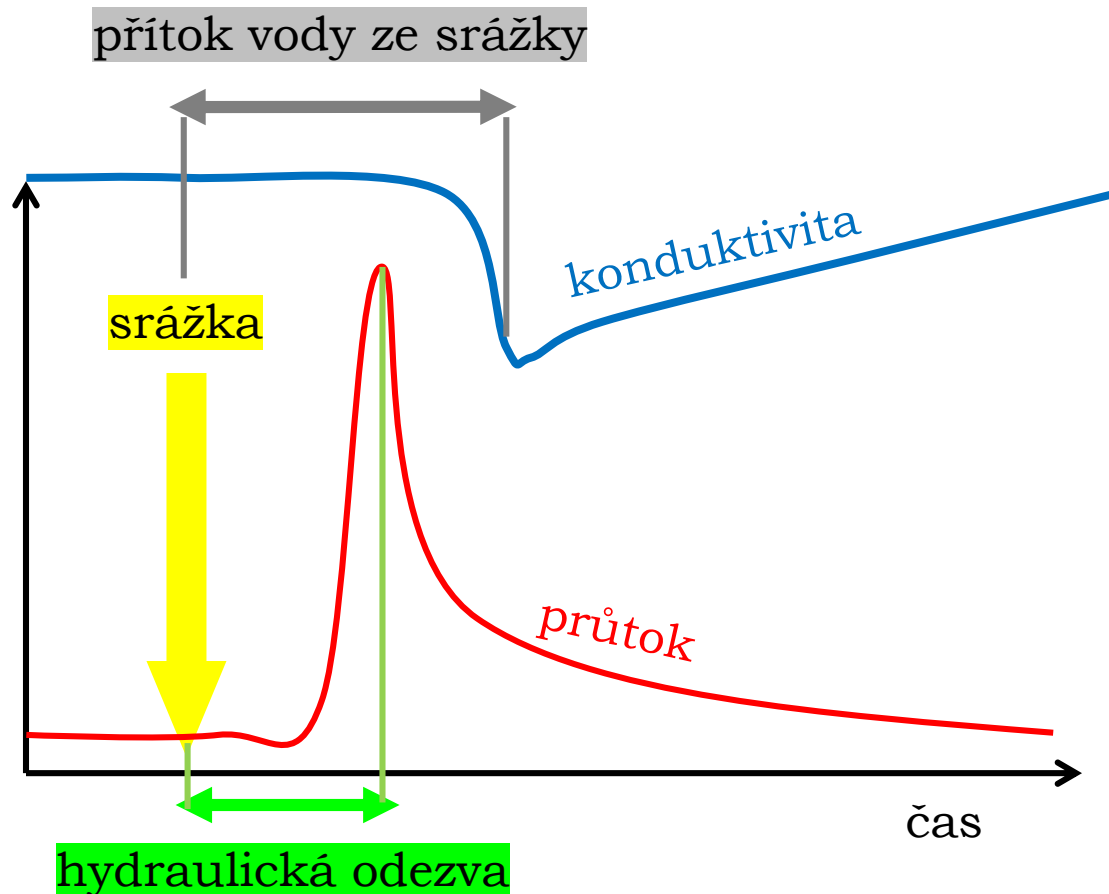 přítok vody ze srážky
konduktivita
srážka
průtok
čas
hydraulická odezva